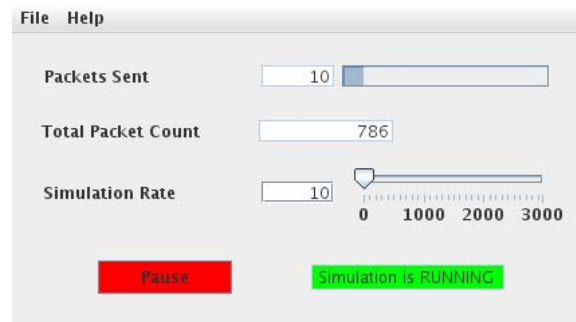 File Help
Packets Sent 10
Total Packet Count 786
Simulation Rate 10
0 1000 2000 3000
Pause Simulation is RUNNING